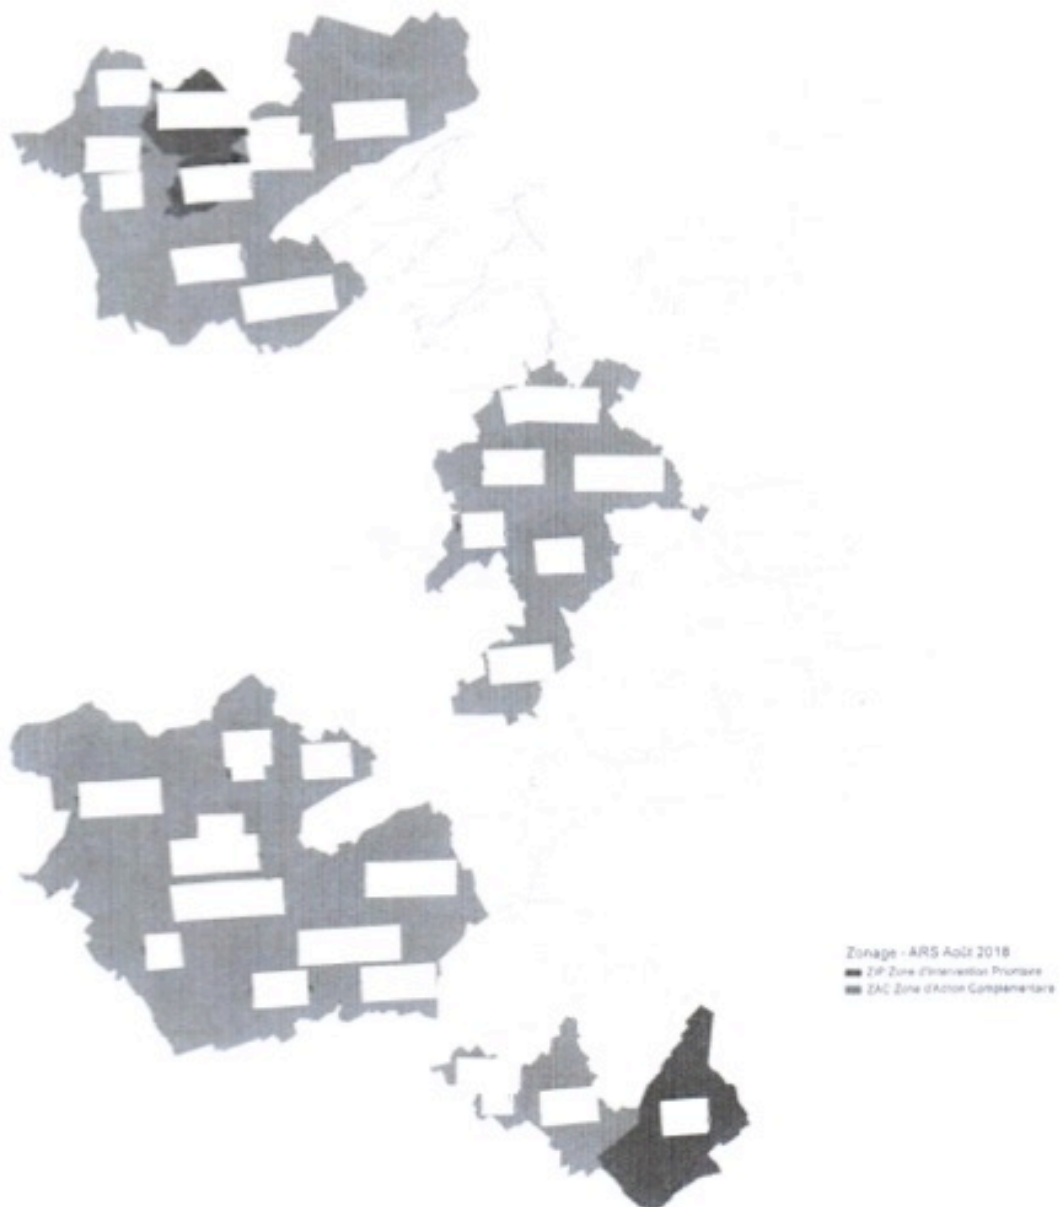 Zonage - ARS Août 2018
ZIP Zone d'Intervention Prioritaire
ZAC Zone d'Action Complémentaire